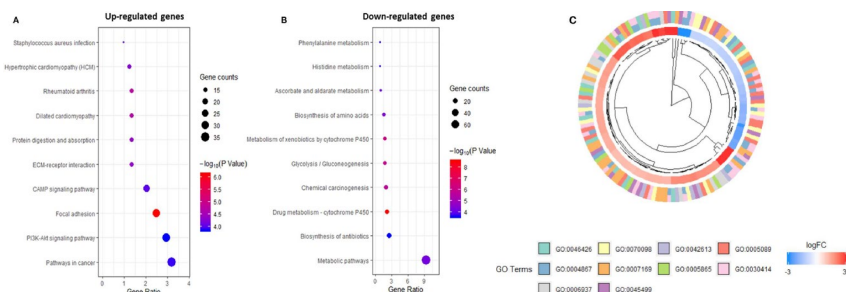 Up-regulated genes
A
Staphylococcus aureus infection
Hypertrophic cardiomyopathy (HCM)
Rheumatoid arthritis
Dilated cardiomyopathy
Protein digestion and absorption
ECM-receptor interaction
CAMP signaling pathway
Focal adhesion
PI3K-Akt signaling pathway
Pathways in cancer
0 1 2 3
Gene Ratio
Gene counts
15
20
25
30
35
−log10(P Value)
6.0
5.5
5.0
4.5
4.0
Down-regulated genes
B
Phenylalanine metabolism
Histidine metabolism
Ascorbate and aldarate metabolism
Biosynthesis of amino acids
Metabolism of xenobiotics by cytochrome P450
Glycolysis / Gluconeogenesis
Chemical carcinogenesis
Drug metabolism - cytochrome P450
Biosynthesis of antibiotics
Metabolic pathways
0 3 6 9
Gene Ratio
Gene counts
20
40
60
−log10(P Value)
8
7
6
5
4
C
GO Terms
GO:0046426 GO:0070098 GO:0042613 GO:0005089
GO:0004867 GO:0007169 GO:0005865 GO:0030414
GO:0006937 GO:0045499
logFC
-3 3